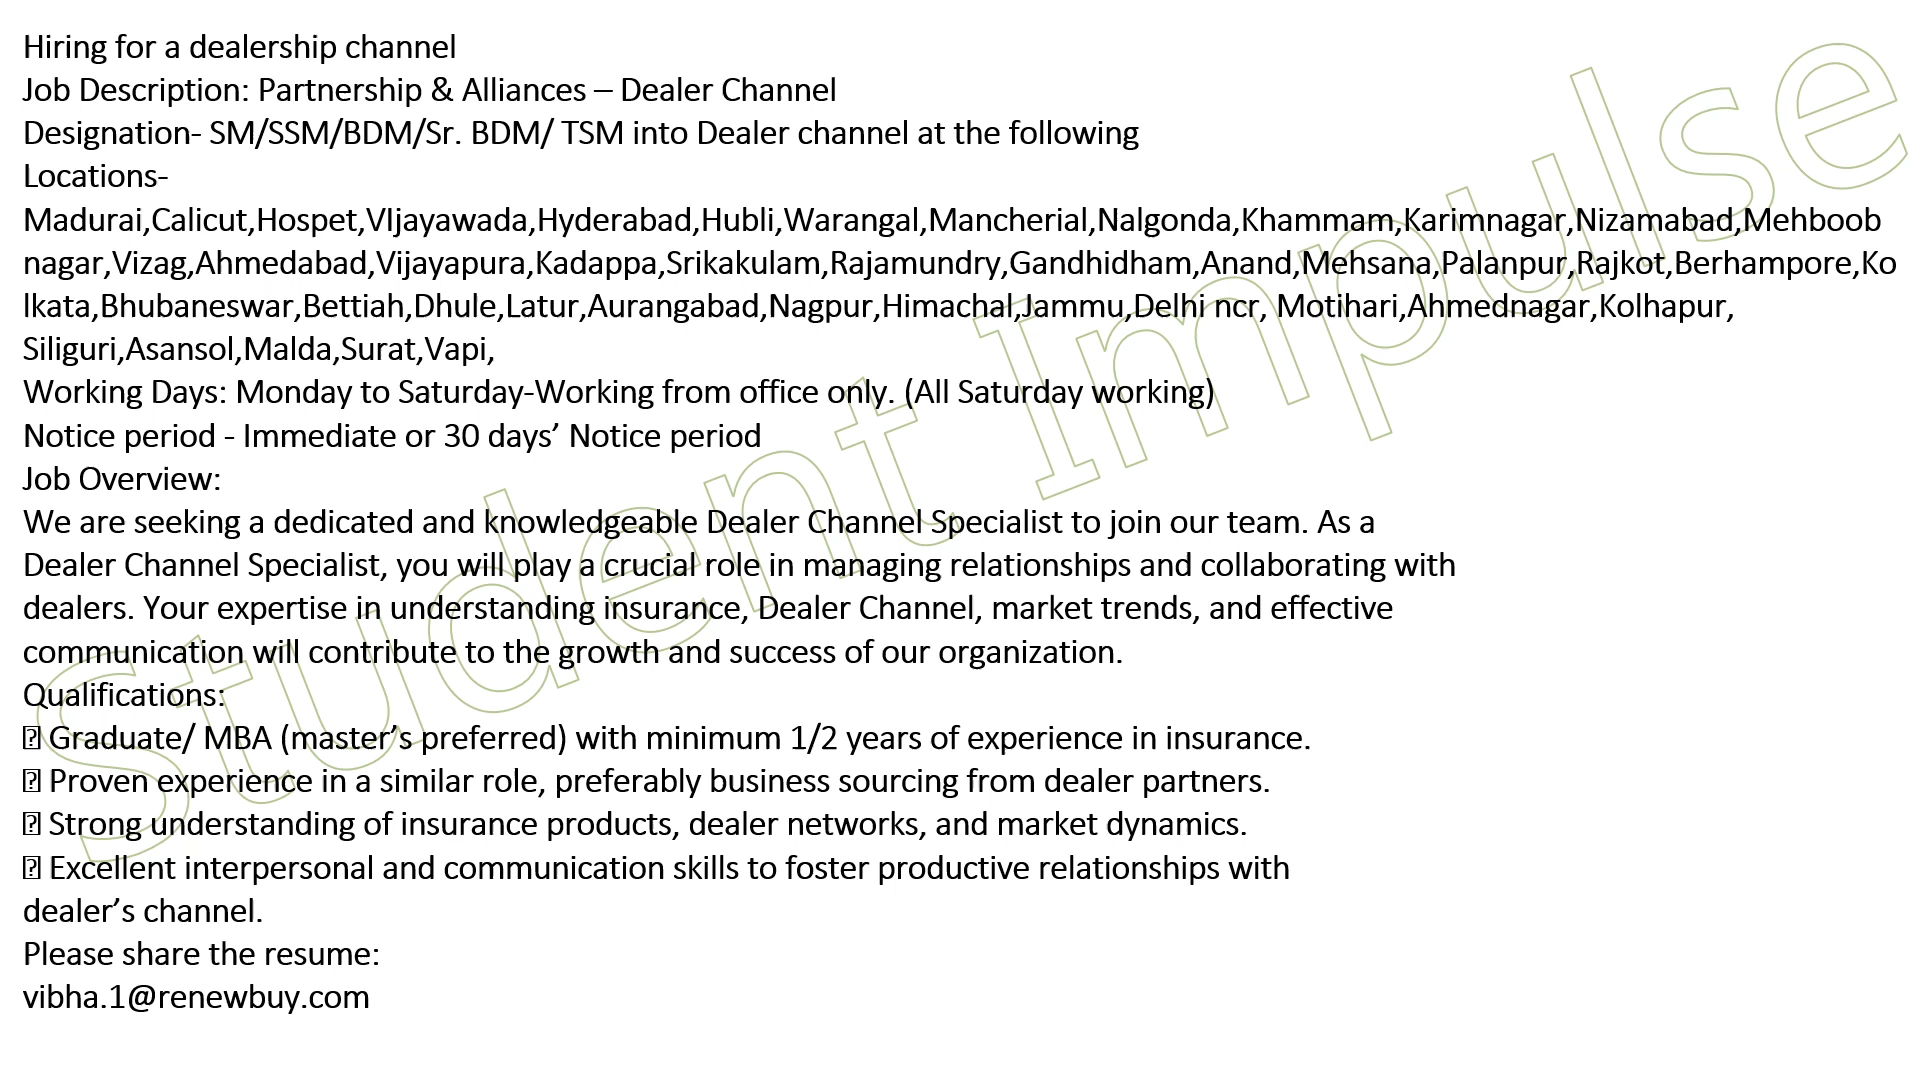 Hiring for a dealership channel
Job Description: Partnership & Alliances – Dealer Channel
Designation- SM/SSM/BDM/Sr. BDM/ TSM into Dealer channel at the following
Locations-
Madurai,Calicut,Hospet,VIjayawada,Hyderabad,Hubli,Warangal,Mancherial,Nalgonda,Khammam,Karimnagar,Nizamabad,Mehboob
nagar,Vizag,Ahmedabad,Vijayapura,Kadappa,Srikakulam,Rajamundry,Gandhidham,Anand,Mehsana,Palanpur,Rajkot,Berhampore,Ko
lkata,Bhubaneswar,Bettiah,Dhule,Latur,Aurangabad,Nagpur,Himachal,Jammu,Delhi ncr, Motihari,Ahmednagar,Kolhapur,
Siliguri,Asansol,Malda,Surat,Vapi,
Working Days: Monday to Saturday-Working from office only. (All Saturday working)
Notice period - Immediate or 30 days’ Notice period
Job Overview:
We are seeking a dedicated and knowledgeable Dealer Channel Specialist to join our team. As a
Dealer Channel Specialist, you will play a crucial role in managing relationships and collaborating with
dealers. Your expertise in understanding insurance, Dealer Channel, market trends, and effective
communication will contribute to the growth and success of our organization.
Qualifications:
⍰ Graduate/ MBA (master’s preferred) with minimum 1/2 years of experience in insurance.
⍰ Proven experience in a similar role, preferably business sourcing from dealer partners.
⍰ Strong understanding of insurance products, dealer networks, and market dynamics.
⍰ Excellent interpersonal and communication skills to foster productive relationships with
dealer’s channel.
Please share the resume:
vibha.1@renewbuy.com
Student Impulse